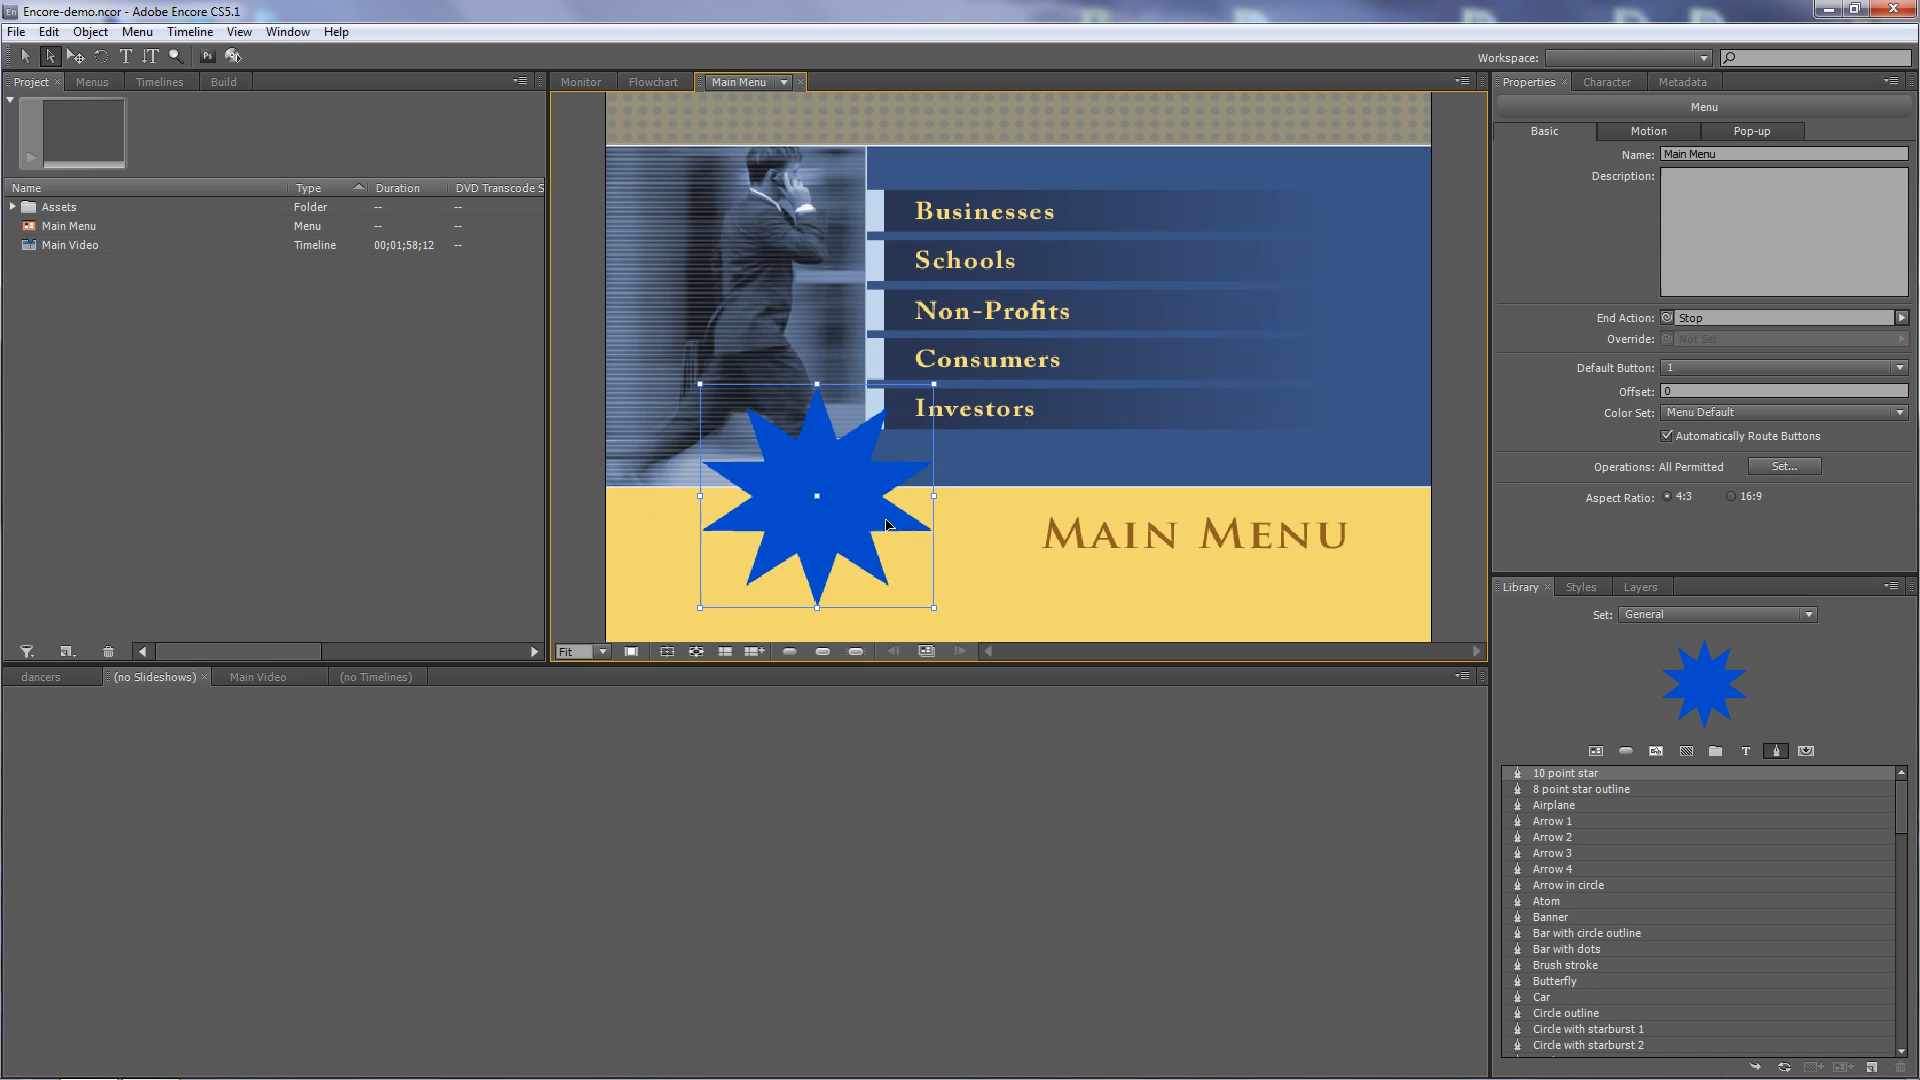 En Encore-demo.ncor - Adobe Encore CS5.1
File Edit Object Menu Timeline View Window Help
Workspace:
Project Menus Timelines Build
Name Type Duration DVD Transcode S
Assets Folder -- --
Main Menu Menu -- --
Main Video Timeline 00;01;58;12 --
Monitor Flowchart Main Menu
Businesses
Schools
Non-Profits
Consumers
Investors
Main Menu
Fit
Properties Character Metadata
Menu
Basic Motion Pop-up
Name: Main Menu
Description:
End Action: Stop
Override: Not Set
Default Button: 1
Offset: 0
Color Set: Menu Default
Automatically Route Buttons
Operations: All Permitted Set...
Aspect Ratio: 4:3 16:9
Library Styles Layers
Set: General
10 point star
8 point star outline
Airplane
Arrow 1
Arrow 2
Arrow 3
Arrow 4
Arrow in circle
Atom
Banner
Bar with circle outline
Bar with dots
Brush stroke
Butterfly
Car
Circle outline
Circle with starburst 1
Circle with starburst 2
dancers (no Slideshows) Main Video (no Timelines)